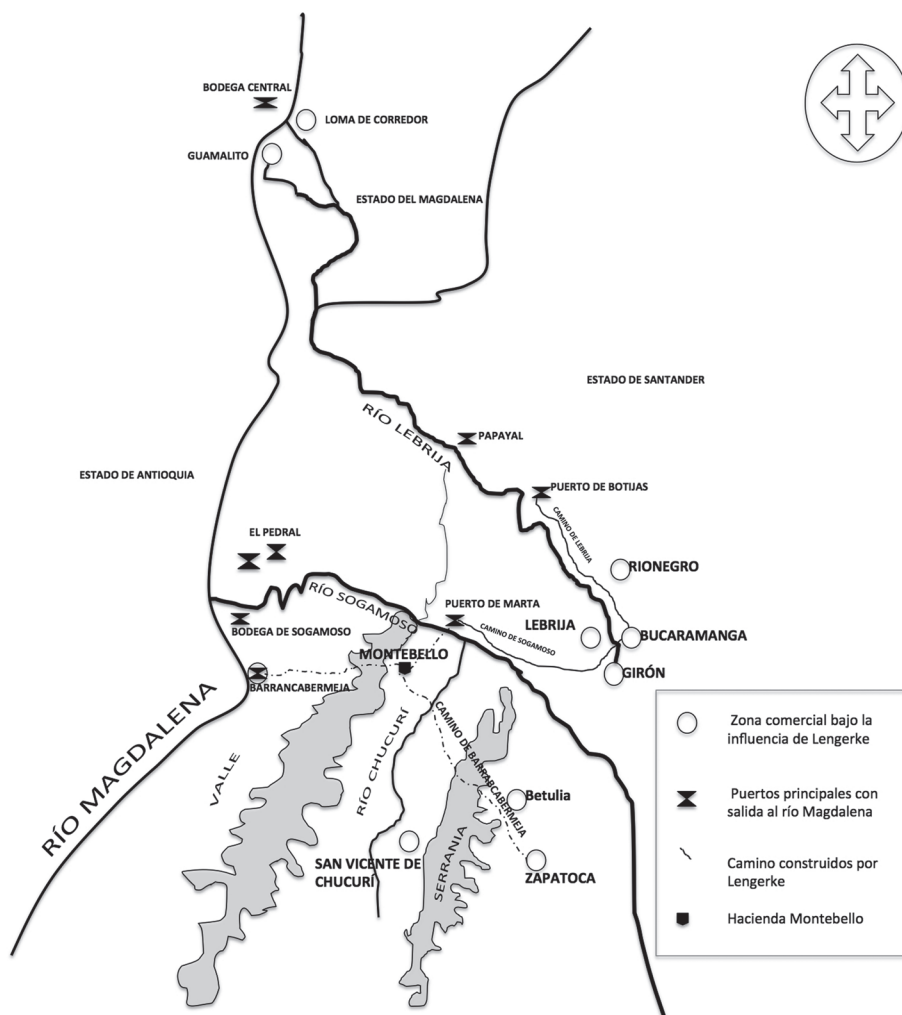 BODEGA CENTRAL
LOMA DE CORREDOR
GUAMALITO
ESTADO DEL MAGDALENA
ESTADO DE SANTANDER
RÍO LEBRIJA
PAPAYAL
ESTADO DE ANTIOQUIA
PUERTO DE BOTIJAS
CAMINO DE LEBRIJA
EL PEDRAL
RIONEGRO
RÍO SOGAMOSO
PUERTO DE MARTA
BODEGA DE SOGAMOSO
CAMINO DE SOGAMOSO
LEBRIJA
BUCARAMANGA
MONTEBELLO
GIRÓN
BARRANCABERMEJA
RÍO MAGDALENA
VALLE
RÍO CHUCURÍ
CAMINO DE BARRABCABERMEJA
Betulia
SERRANIA
SAN VICENTE DE
CHUCURÍ
ZAPATOCA
Zona comercial bajo la
influencia de Lengerke
Puertos principales con
salida al río Magdalena
Camino construidos por
Lengerke
Hacienda Montebello